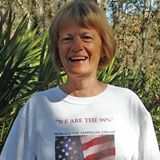 "WE ARE THE 99%"
REBUILD THE AMERICAN DREAM